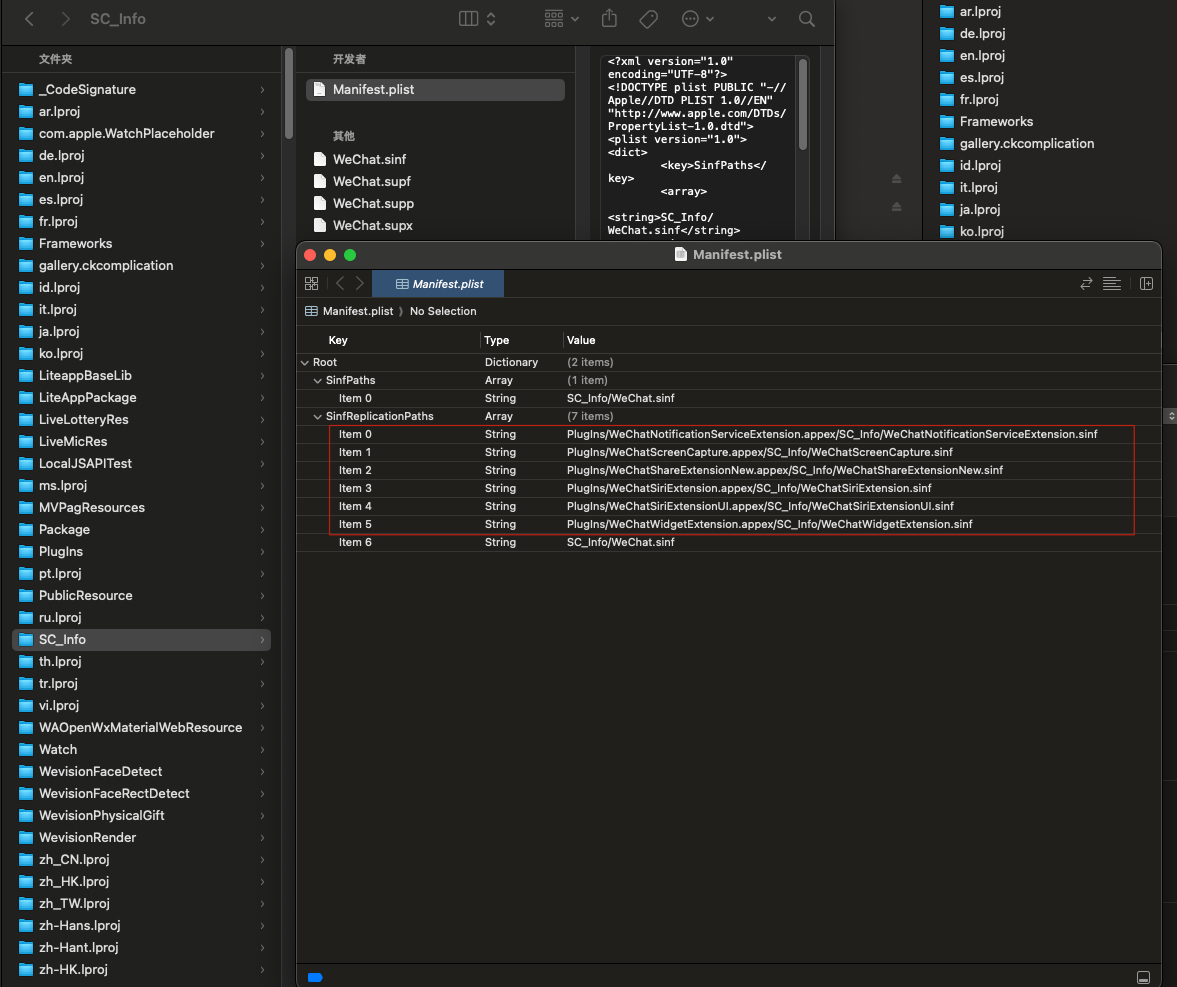 SC_Info
文件夹
_CodeSignature
ar.lproj
com.apple.WatchPlaceholder
de.lproj
en.lproj
es.lproj
fr.lproj
Frameworks
gallery.ckcomplication
id.lproj
it.lproj
ja.lproj
ko.lproj
LiteappBaseLib
LiteAppPackage
LiveLotteryRes
LiveMicRes
LocalJSAPITest
ms.lproj
MVPagResources
Package
PlugIns
pt.lproj
PublicResource
ru.lproj
SC_Info
th.lproj
tr.lproj
vi.lproj
WAOpenWxMaterialWebResource
Watch
WevisionFaceDetect
WevisionFaceRectDetect
WevisionPhysicalGift
WevisionRender
zh_CN.lproj
zh_HK.lproj
zh_TW.lproj
zh-Hans.lproj
zh-Hant.lproj
zh-HK.lproj
开发者
Manifest.plist
其他
WeChat.sinf
WeChat.supf
WeChat.supp
WeChat.supx
<?xml version="1.0"
encoding="UTF-8"?>
<!DOCTYPE plist PUBLIC "-//
Apple//DTD PLIST 1.0//EN"
"http://www.apple.com/DTDs/
PropertyList-1.0.dtd">
<plist version="1.0">
<dict>
<key>SinfPaths</
key>
<array>
<string>SC_Info/
WeChat.sinf</string>
ar.lproj
de.lproj
en.lproj
es.lproj
fr.lproj
Frameworks
gallery.ckcomplication
id.lproj
it.lproj
ja.lproj
ko.lproj
Manifest.plist
Manifest.plist
Manifest.plist 〉 No Selection
Key Type Value
Root Dictionary (2 items)
SinfPaths Array (1 item)
Item 0 String SC_Info/WeChat.sinf
SinfReplicationPaths Array (7 items)
Item 0 String PlugIns/WeChatNotificationServiceExtension.appex/SC_Info/WeChatNotificationServiceExtension.sinf
Item 1 String PlugIns/WeChatScreenCapture.appex/SC_Info/WeChatScreenCapture.sinf
Item 2 String PlugIns/WeChatShareExtensionNew.appex/SC_Info/WeChatShareExtensionNew.sinf
Item 3 String PlugIns/WeChatSiriExtension.appex/SC_Info/WeChatSiriExtension.sinf
Item 4 String PlugIns/WeChatSiriExtensionUI.appex/SC_Info/WeChatSiriExtensionUI.sinf
Item 5 String PlugIns/WeChatWidgetExtension.appex/SC_Info/WeChatWidgetExtension.sinf
Item 6 String SC_Info/WeChat.sinf